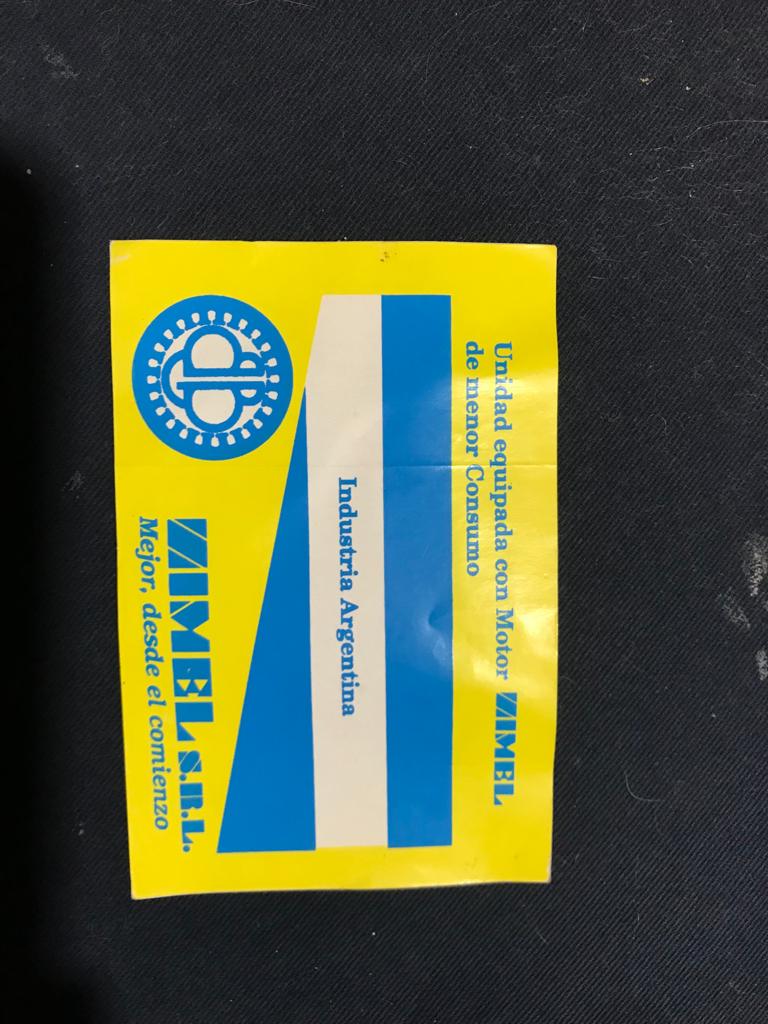 Unidad equipada con Motor ZIMEL
de menor Consumo
Industria Argentina
ZIMEL S.R.L.
Mejor, desde el comienzo